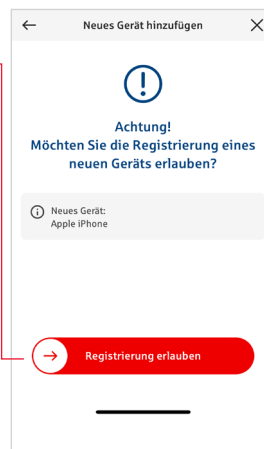 Neues Gerät hinzufügen
Achtung!
Möchten Sie die Registrierung eines
neuen Geräts erlauben?
Neues Gerät:
Apple iPhone
Registrierung erlauben